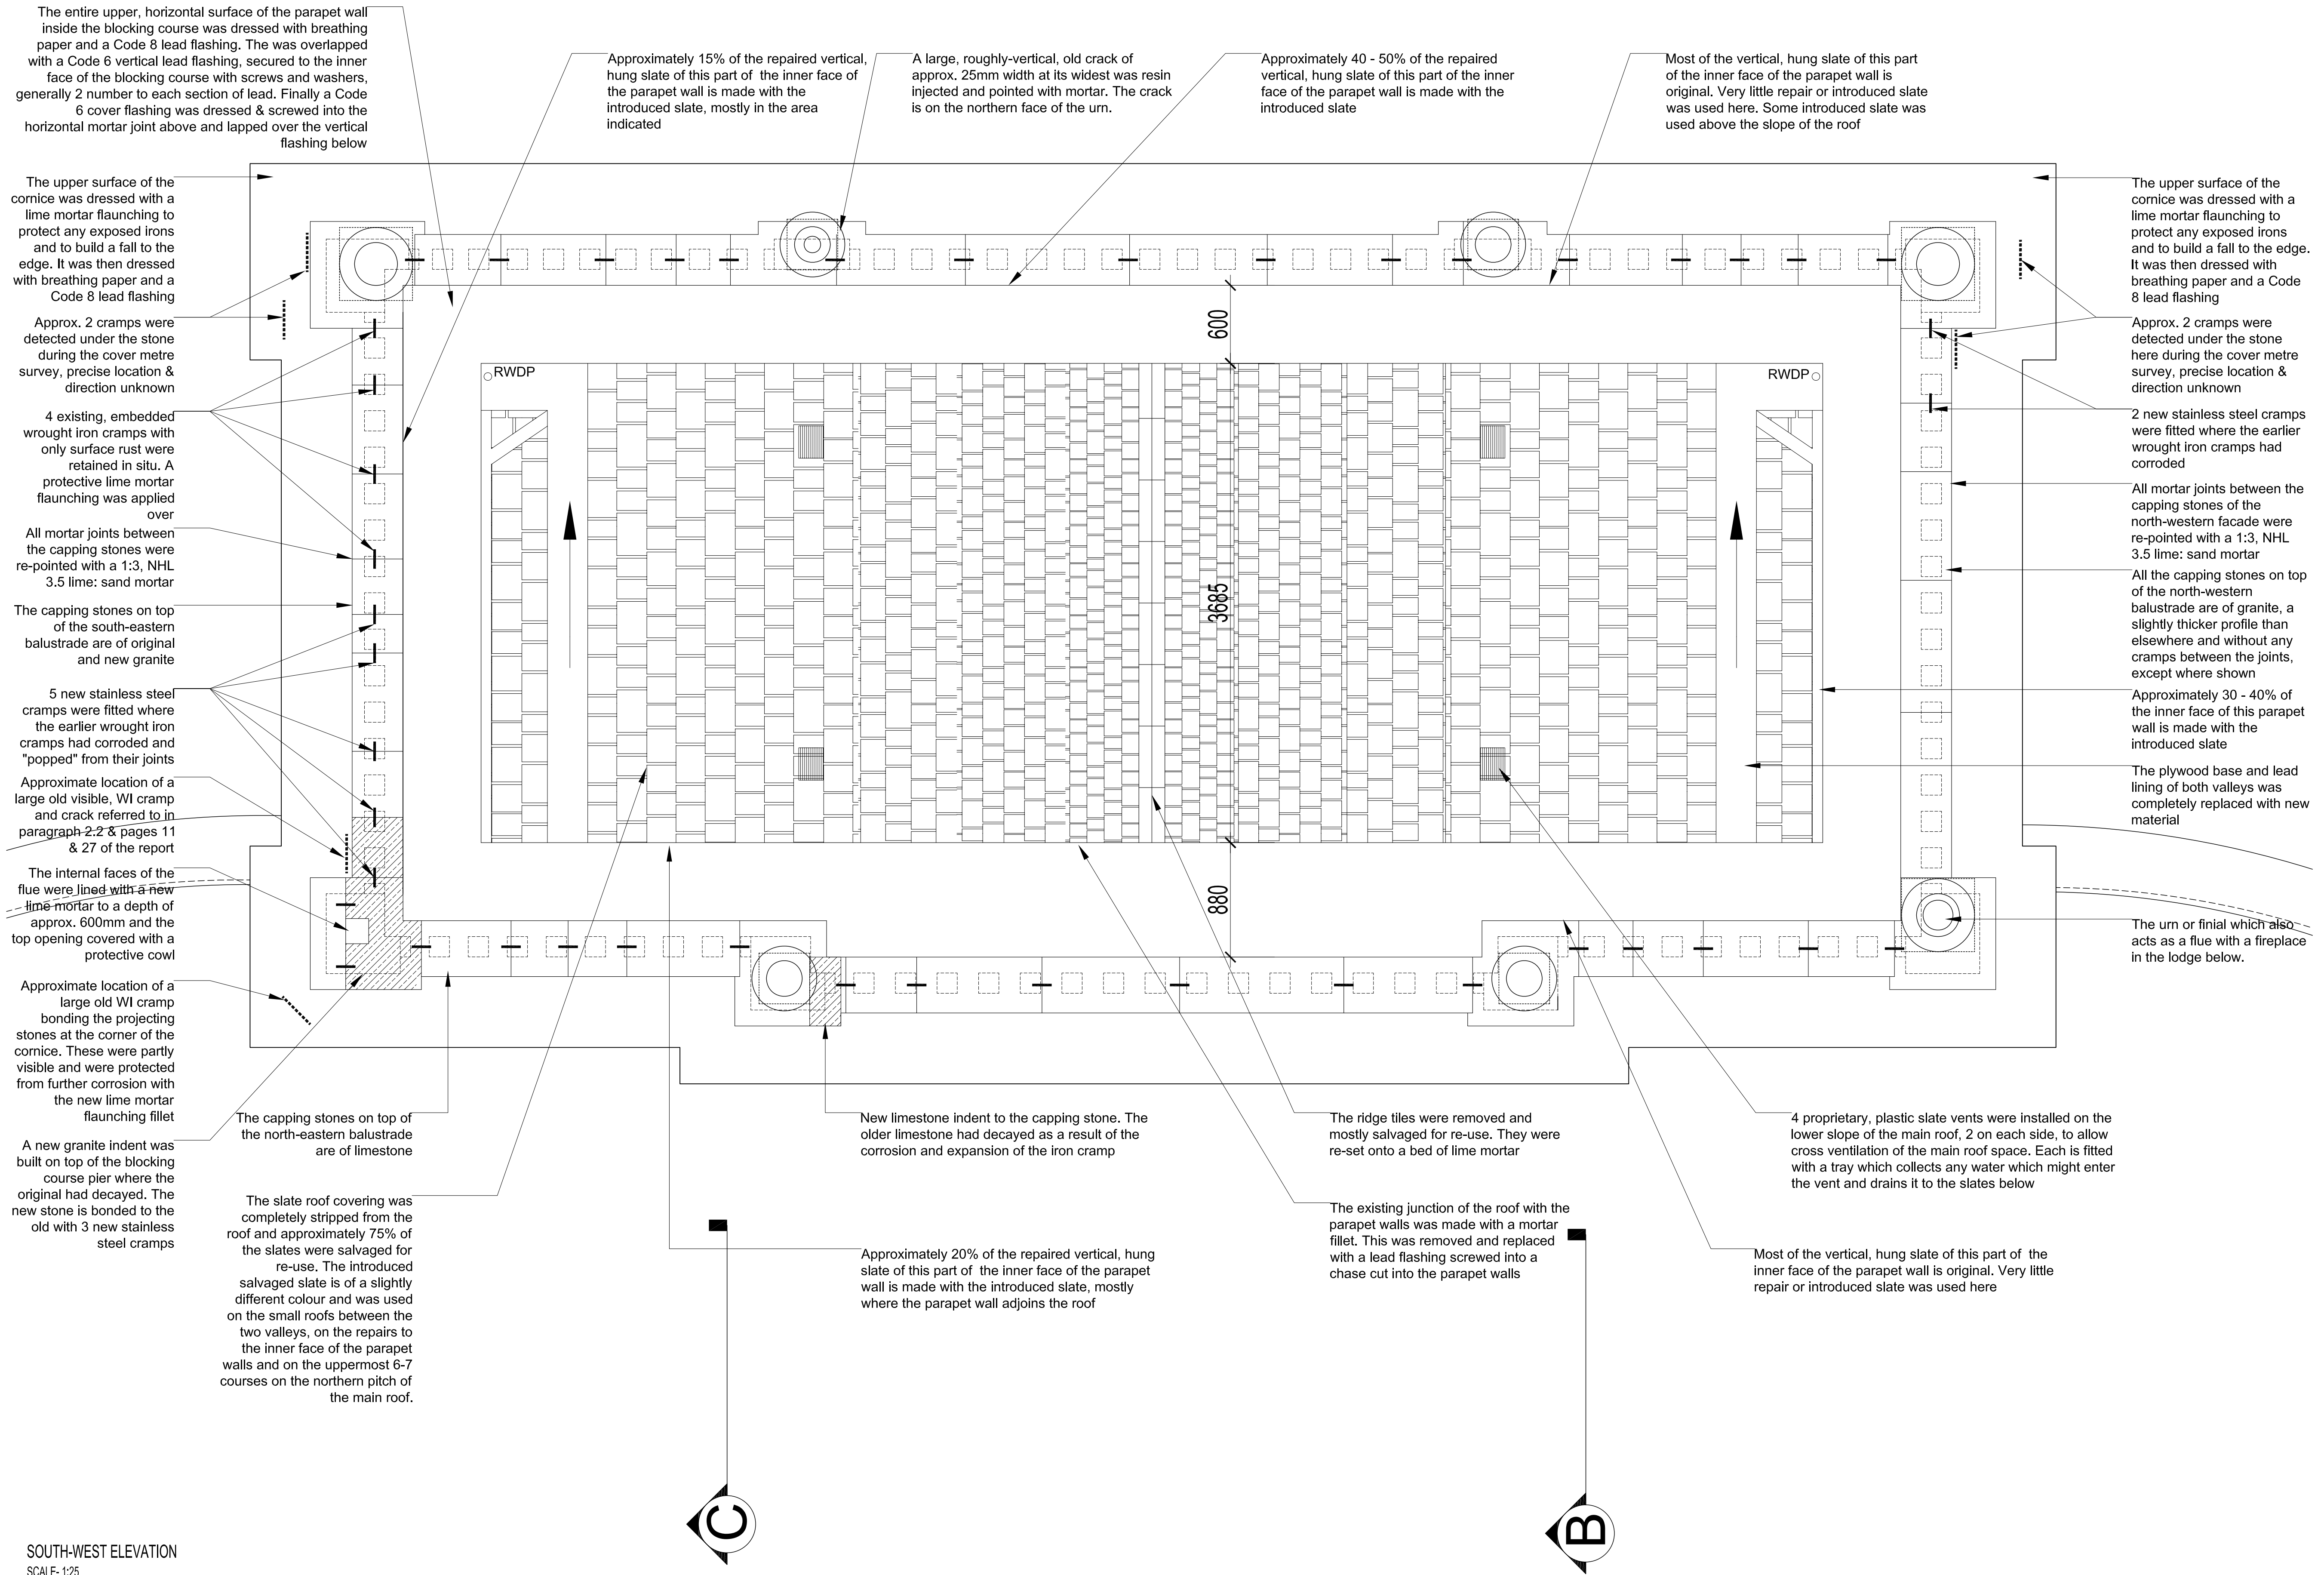 The entire upper, horizontal surface of the parapet wall
inside the blocking course was dressed with breathing
paper and a Code 8 lead flashing. The was overlapped
with a Code 6 vertical lead flashing, secured to the inner
face of the blocking course with screws and washers,
generally 2 number to each section of lead. Finally a Code
6 cover flashing was dressed & screwed into the
horizontal mortar joint above and lapped over the vertical
flashing below
Approximately 15% of the repaired vertical,
hung slate of this part of the inner face of
the parapet wall is made with the
introduced slate, mostly in the area
indicated
A large, roughly-vertical, old crack of
approx. 25mm width at its widest was resin
injected and pointed with mortar. The crack
is on the northern face of the urn.
Approximately 40 - 50% of the repaired
vertical, hung slate of this part of the inner
face of the parapet wall is made with the
introduced slate
Most of the vertical, hung slate of this part
of the inner face of the parapet wall is
original. Very little repair or introduced slate
was used here. Some introduced slate was
used above the slope of the roof
The upper surface of the
cornice was dressed with a
lime mortar flaunching to
protect any exposed irons
and to build a fall to the
edge. It was then dressed
with breathing paper and a
Code 8 lead flashing
Approx. 2 cramps were
detected under the stone
during the cover metre
survey, precise location &
direction unknown
4 existing, embedded
wrought iron cramps with
only surface rust were
retained in situ. A
protective lime mortar
flaunching was applied
over
All mortar joints between
the capping stones were
re-pointed with a 1:3, NHL
3.5 lime: sand mortar
The capping stones on top
of the south-eastern
balustrade are of original
and new granite
5 new stainless steel
cramps were fitted where
the earlier wrought iron
cramps had corroded and
"popped" from their joints
Approximate location of a
large old visible, WI cramp
and crack referred to in
paragraph 2.2 & pages 11
& 27 of the report
The internal faces of the
flue were lined with a new
lime mortar to a depth of
approx. 600mm and the
top opening covered with a
protective cowl
Approximate location of a
large old WI cramp
bonding the projecting
stones at the corner of the
cornice. These were partly
visible and were protected
from further corrosion with
the new lime mortar
flaunching fillet
A new granite indent was
built on top of the blocking
course pier where the
original had decayed. The
new stone is bonded to the
old with 3 new stainless
steel cramps
RWDP
RWDP
600
3685
880
The upper surface of the
cornice was dressed with a
lime mortar flaunching to
protect any exposed irons
and to build a fall to the edge.
It was then dressed with
breathing paper and a Code
8 lead flashing
Approx. 2 cramps were
detected under the stone
here during the cover metre
survey, precise location &
direction unknown
2 new stainless steel cramps
were fitted where the earlier
wrought iron cramps had
corroded
All mortar joints between the
capping stones of the
north-western facade were
re-pointed with a 1:3, NHL
3.5 lime: sand mortar
All the capping stones on top
of the north-western
balustrade are of granite, a
slightly thicker profile than
elsewhere and without any
cramps between the joints,
except where shown
Approximately 30 - 40% of
the inner face of this parapet
wall is made with the
introduced slate
The plywood base and lead
lining of both valleys was
completely replaced with new
material
The urn or finial which also
acts as a flue with a fireplace
in the lodge below.
The capping stones on top of
the north-eastern balustrade
are of limestone
The slate roof covering was
completely stripped from the
roof and approximately 75% of
the slates were salvaged for
re-use. The introduced
salvaged slate is of a slightly
different colour and was used
on the small roofs between the
two valleys, on the repairs to
the inner face of the parapet
walls and on the uppermost 6-7
courses on the northern pitch of
the main roof.
New limestone indent to the capping stone. The
older limestone had decayed as a result of the
corrosion and expansion of the iron cramp
Approximately 20% of the repaired vertical, hung
slate of this part of the inner face of the parapet
wall is made with the introduced slate, mostly
where the parapet wall adjoins the roof
The ridge tiles were removed and
mostly salvaged for re-use. They were
re-set onto a bed of lime mortar
The existing junction of the roof with the
parapet walls was made with a mortar
fillet. This was removed and replaced
with a lead flashing screwed into a
chase cut into the parapet walls
4 proprietary, plastic slate vents were installed on the
lower slope of the main roof, 2 on each side, to allow
cross ventilation of the main roof space. Each is fitted
with a tray which collects any water which might enter
the vent and drains it to the slates below
Most of the vertical, hung slate of this part of the
inner face of the parapet wall is original. Very little
repair or introduced slate was used here
C
B
SOUTH-WEST ELEVATION
SCALE- 1:25